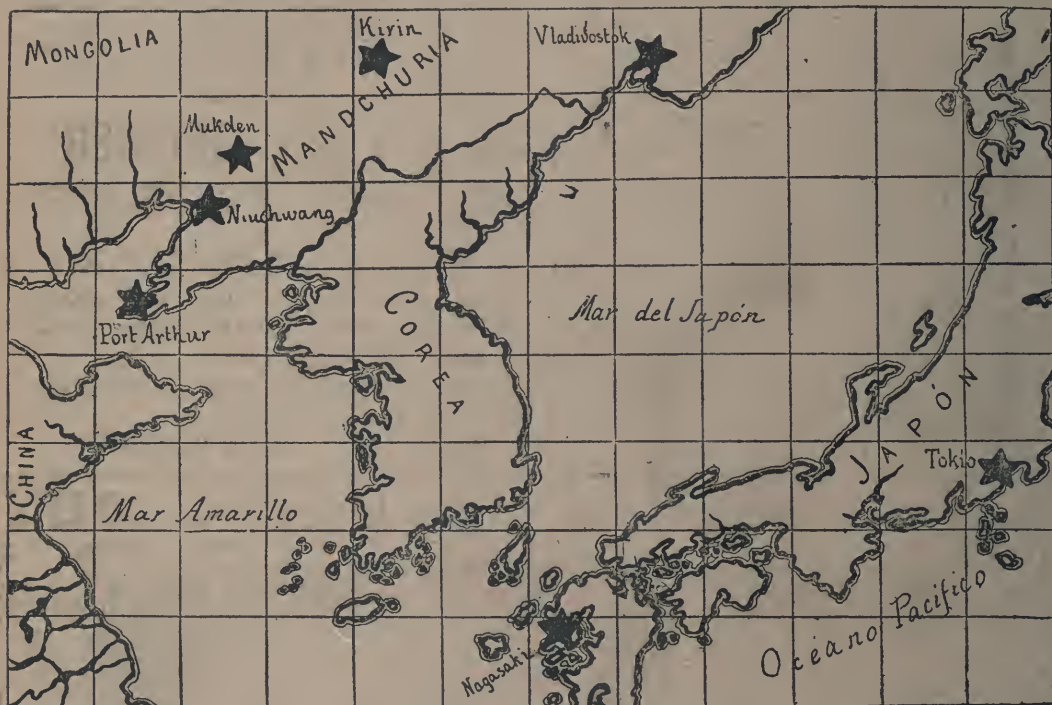 MONGOLIA
Kirin
Vladivostok
Mukden
MANDCHURIA
Niuchwang
Port Arthur
COREA
Mar del Japón
JAPÓN
CHINA
Tokio
Mar Amarillo
Océano Pacífico
Nagasaki